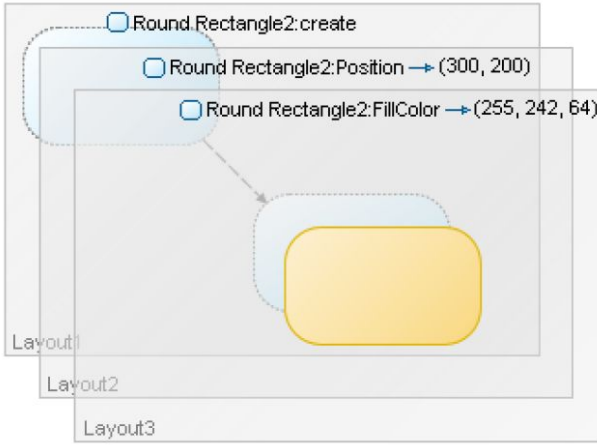 Round Rectangle2:create
Round Rectangle2:Position → (300, 200)
Round Rectangle2:FillColor → (255, 242, 64)
Layout1
Layout2
Layout3